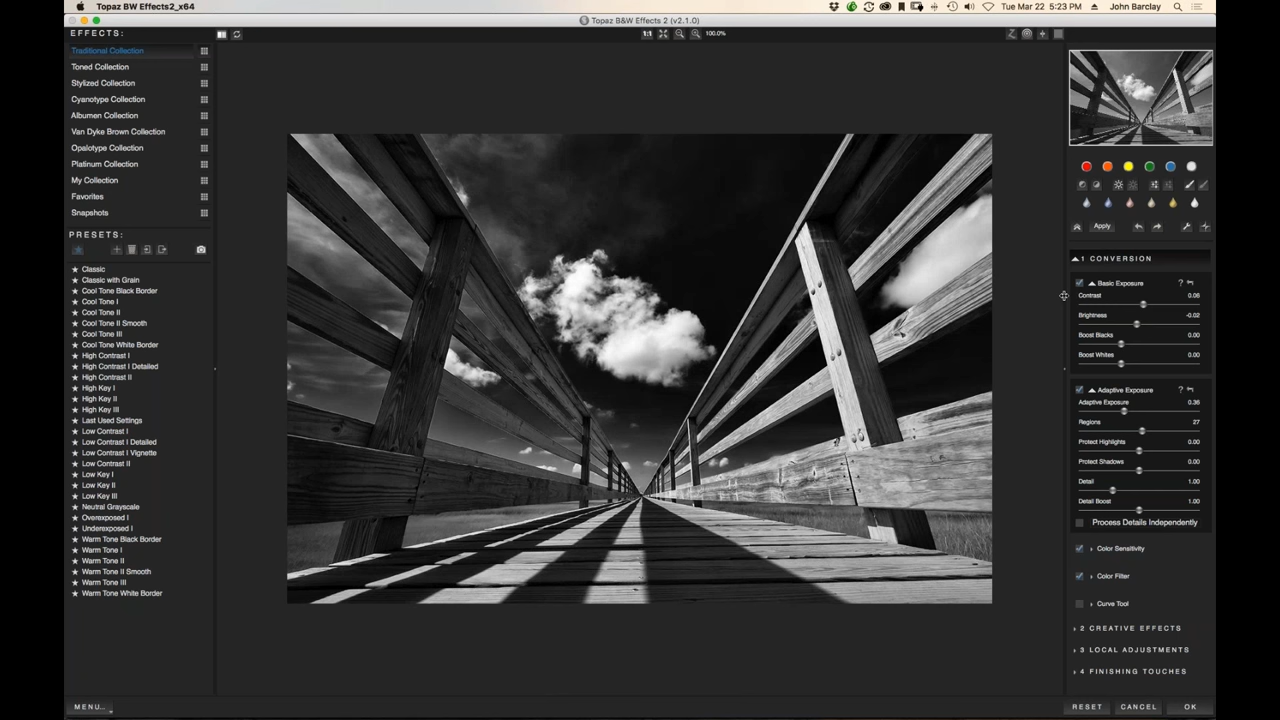 Topaz BW Effects2_x64
Tue Mar 22 5:23 PM
John Barclay
Topaz B&W Effects 2 (v2.1.0)
EFFECTS:
1:1
100.0%
Traditional Collection
Toned Collection
Stylized Collection
Cyanotype Collection
Albumen Collection
Van Dyke Brown Collection
Opalotype Collection
Platinum Collection
My Collection
Favorites
Snapshots
PRESETS:
Classic
Classic with Grain
Cool Tone Black Border
Cool Tone I
Cool Tone II
Cool Tone II Smooth
Cool Tone III
Cool Tone White Border
High Contrast I
High Contrast I Detailed
High Contrast II
High Key I
High Key II
High Key III
Last Used Settings
Low Contrast I
Low Contrast I Detailed
Low Contrast I Vignette
Low Contrast II
Low Key I
Low Key II
Low Key III
Neutral Grayscale
Overexposed I
Underexposed I
Warm Tone Black Border
Warm Tone I
Warm Tone II
Warm Tone II Smooth
Warm Tone III
Warm Tone White Border
MENU...
Apply
1 CONVERSION
Basic Exposure ?
Contrast 0.06
Brightness -0.02
Boost Blacks 0.00
Boost Whites 0.00
Adaptive Exposure ?
Adaptive Exposure 0.36
Regions 27
Protect Highlights 0.00
Protect Shadows 0.00
Detail 1.00
Detail Boost 1.00
Process Details Independently
Color Sensitivity
Color Filter
Curve Tool
2 CREATIVE EFFECTS
3 LOCAL ADJUSTMENTS
4 FINISHING TOUCHES
RESET
CANCEL
OK